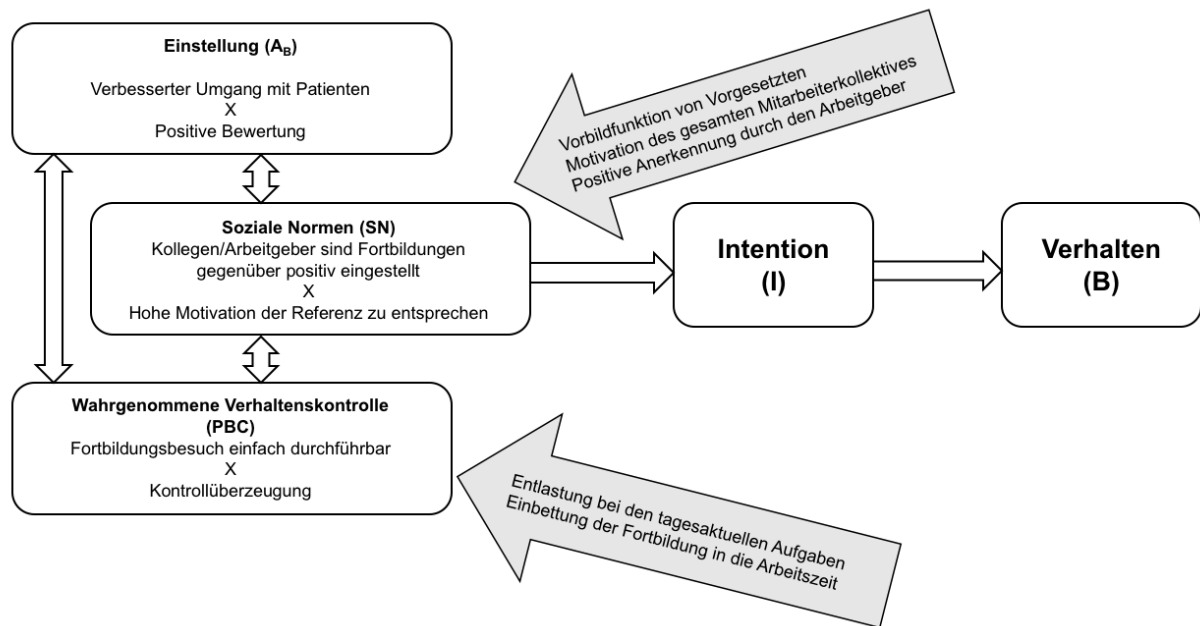 Einstellung (A_B)
Verbesserter Umgang mit Patienten
X
Positive Bewertung
Vorbildfunktion von Vorgesetzten
Motivation des gesamten Mitarbeiterkollectives
Positive Anerkennung durch den Arbeitgeber
Soziale Normen (SN)
Kollegen/Arbeitgeber sind Fortbildungen
gegenüber positiv eingestellt
X
Hohe Motivation der Referenz zu entsprechen
Intention
(I)
Verhalten
(B)
Wahrgenommene Verhaltenskontrolle
(PBC)
Fortbildungsbesuch einfach durchführbar
X
Kontrollüberzeugung
Entlastung bei den tagesaktuellen Aufgaben
Einbettung der Fortbildung in die Arbeitszeit